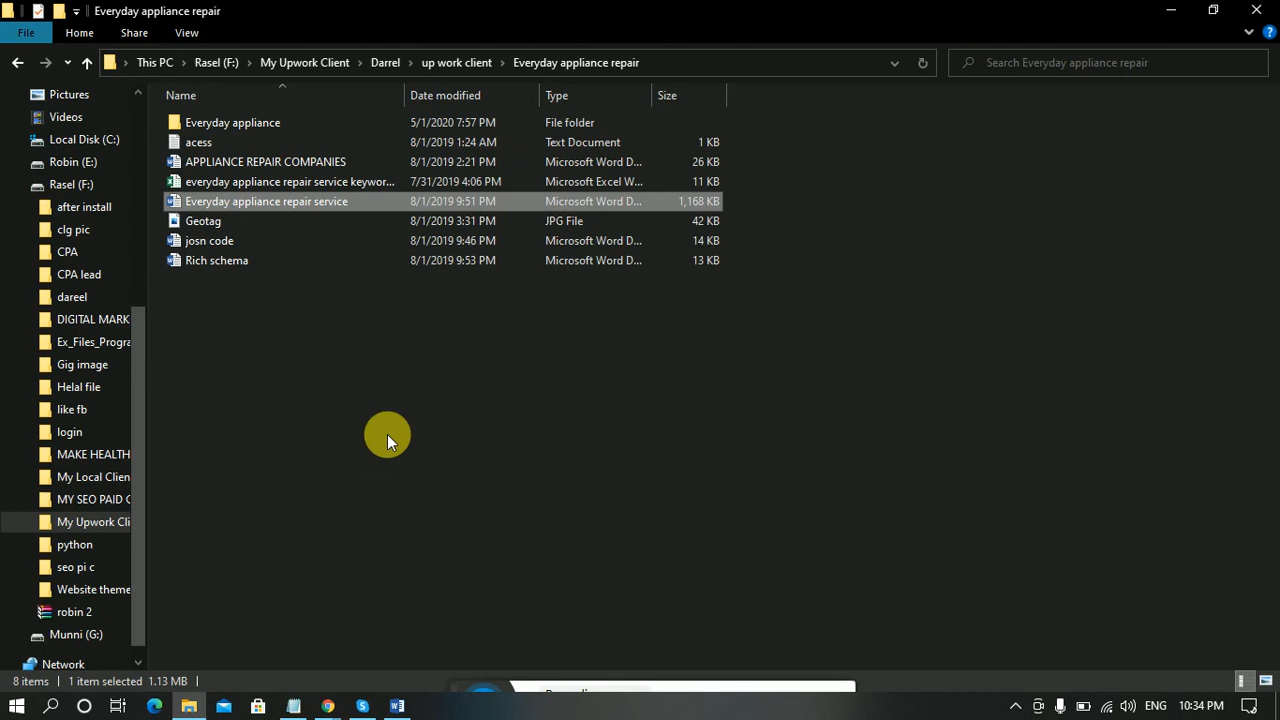 Everyday appliance repair
File Home Share View
This PC Rasel (F:) My Upwork Client Darrel up work client Everyday appliance repair Search Everyday appliance repair
Name Date modified Type Size
Everyday appliance 5/1/2020 7:57 PM File folder
acess 8/1/2019 1:24 AM Text Document 1 KB
APPLIANCE REPAIR COMPANIES 8/1/2019 2:21 PM Microsoft Word D... 26 KB
everyday appliance repair service keywor... 7/31/2019 4:06 PM Microsoft Excel W... 11 KB
Everyday appliance repair service 8/1/2019 9:51 PM Microsoft Word D... 1,168 KB
Geotag 8/1/2019 3:31 PM JPG File 42 KB
josn code 8/1/2019 9:46 PM Microsoft Word D... 14 KB
Rich schema 8/1/2019 9:53 PM Microsoft Word D... 13 KB
Pictures
Videos
Local Disk (C:)
Robin (E:)
Rasel (F:)
after install
clg pic
CPA
CPA lead
dareel
DIGITAL MARK
Ex_Files_Progra
Gig image
Helal file
like fb
login
MAKE HEALTH
My Local Clien
MY SEO PAID C
My Upwork Cli
python
seo pi c
Website theme
robin 2
Munni (G:)
Network
8 items 1 item selected 1.13 MB
ENG 10:34 PM